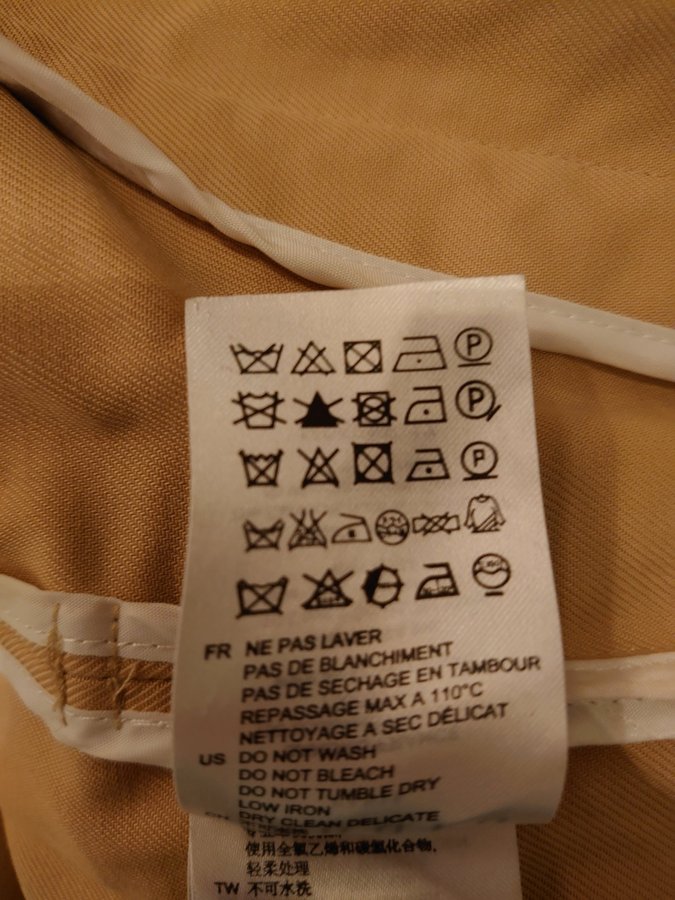 P
P
P
FR NE PAS LAVER
PAS DE BLANCHIMENT
PAS DE SECHAGE EN TAMBOUR
REPASSAGE MAX A 110°C
NETTOYAGE A SEC DÉLICAT
US DO NOT WASH
DO NOT BLEACH
DO NOT TUMBLE DRY
LOW IRON
DRY CLEAN DELICATE
使用全氯乙烯和碳氢化合物,
轻柔处理
TW 不可水洗